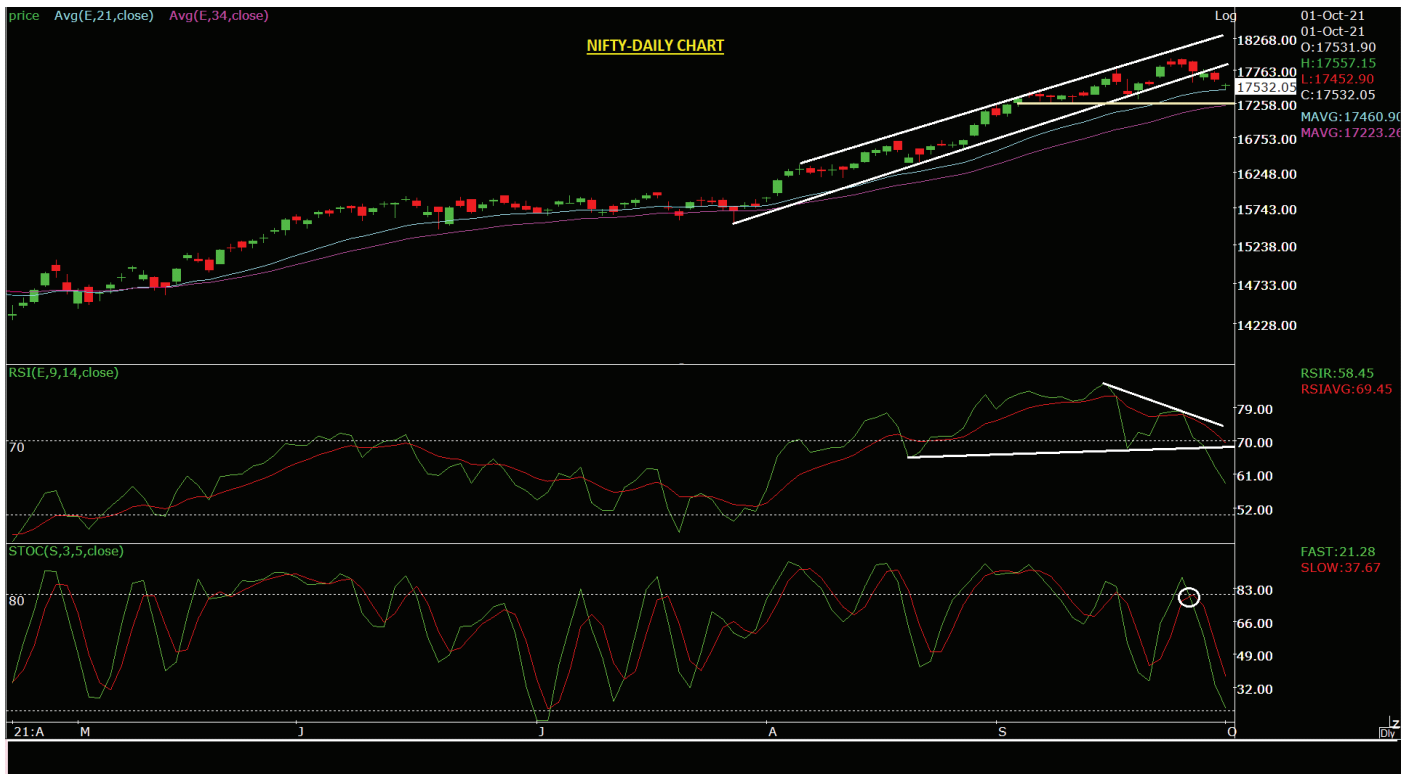 price Avg(E,21,close) Avg(E,34,close)
Log
NIFTY-DAILY CHART
01-Oct-21
01-Oct-21
O:17531.90
H:17557.15
L:17452.90
C:17532.05
MAVG:17460.90
MAVG:17223.26
18268.00
17763.00
17532.05
17258.00
16753.00
16248.00
15743.00
15238.00
14733.00
14228.00
RSI(E,9,14,close)
RSIR:58.45
RSIAVG:69.45
79.00
70
70.00
61.00
52.00
STOC(S,3,5,close)
FAST:21.28
SLOW:37.67
83.00
80
66.00
49.00
32.00
21:A M J J A S O
Z
Dly